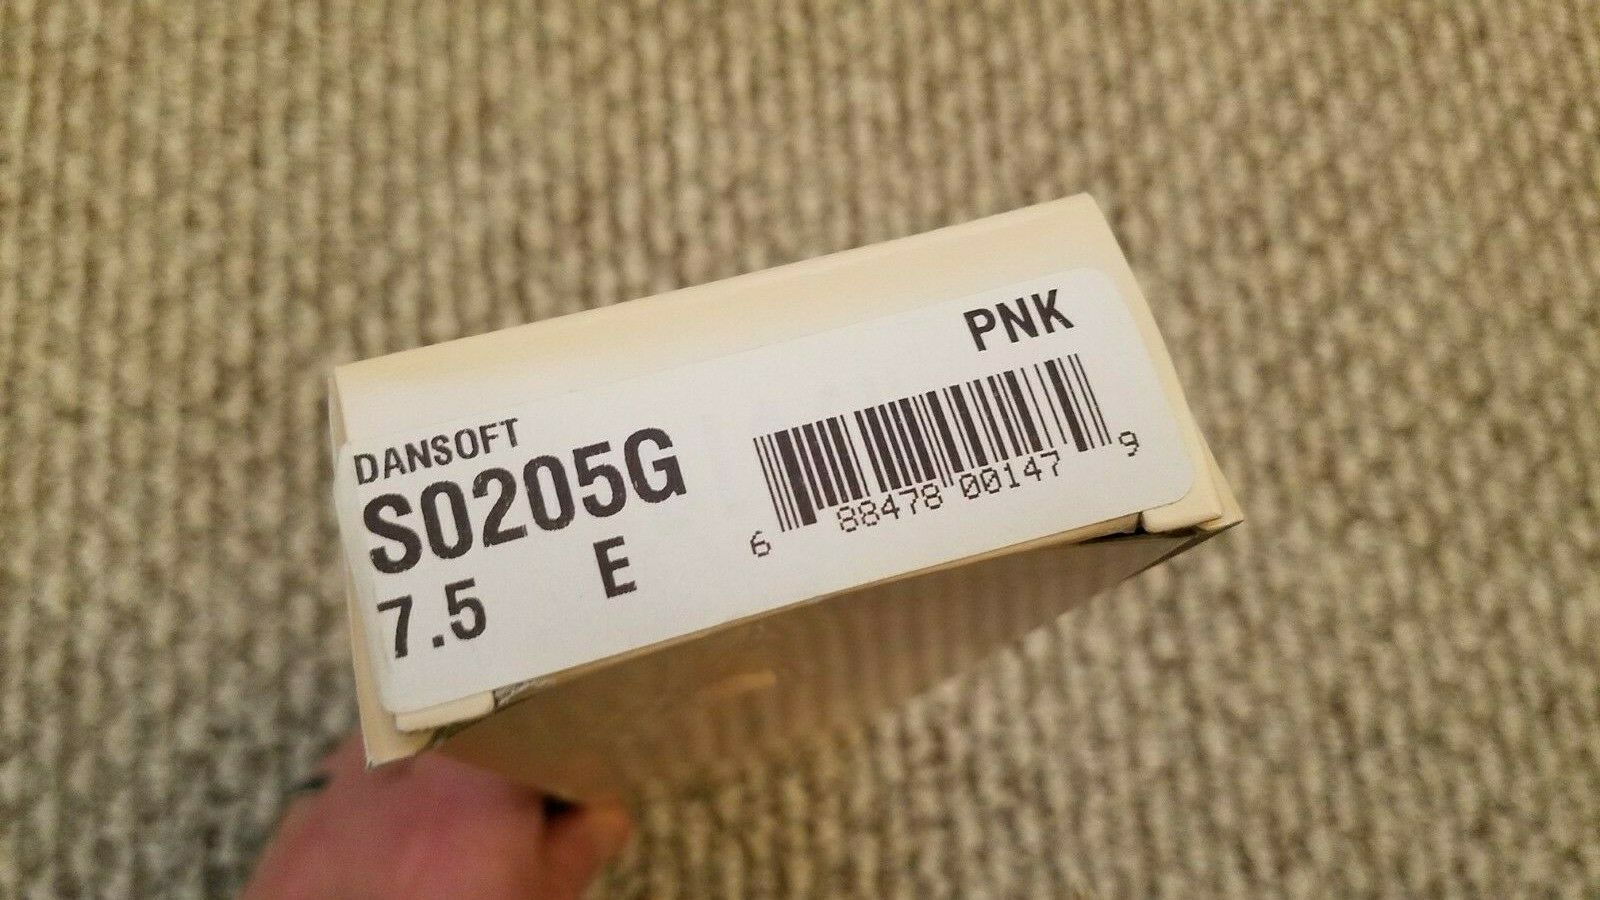 PNK
DANSOFT
S0205G
7.5 E
6 88478 00147 9